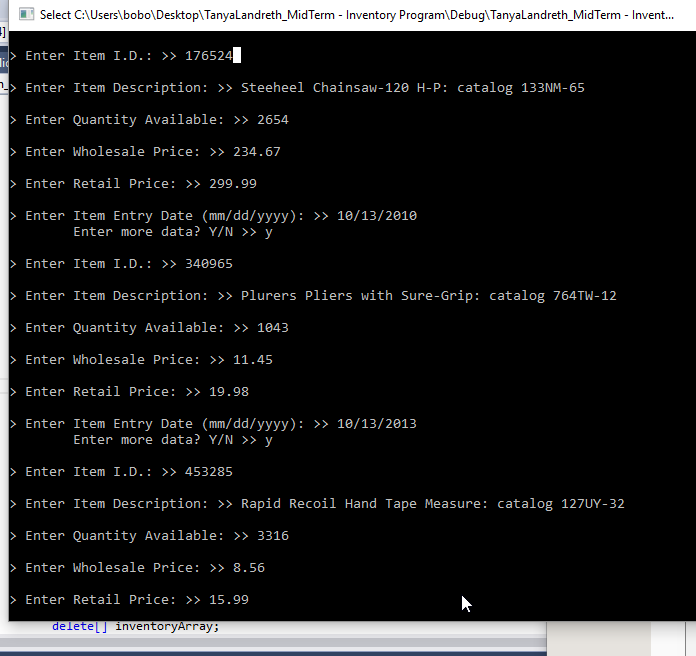 Select C:\Users\bobo\Desktop\TanyaLandreth_MidTerm - Inventory Program\Debug\TanyaLandreth_MidTerm - Invent...
> Enter Item I.D.: >> 176524
> Enter Item Description: >> Steeheel Chainsaw-120 H-P: catalog 133NM-65
> Enter Quantity Available: >> 2654
> Enter Wholesale Price: >> 234.67
> Enter Retail Price: >> 299.99
> Enter Item Entry Date (mm/dd/yyyy): >> 10/13/2010
Enter more data? Y/N >> y
> Enter Item I.D.: >> 340965
> Enter Item Description: >> Plurers Pliers with Sure-Grip: catalog 764TW-12
> Enter Quantity Available: >> 1043
> Enter Wholesale Price: >> 11.45
> Enter Retail Price: >> 19.98
> Enter Item Entry Date (mm/dd/yyyy): >> 10/13/2013
Enter more data? Y/N >> y
> Enter Item I.D.: >> 453285
> Enter Item Description: >> Rapid Recoil Hand Tape Measure: catalog 127UY-32
> Enter Quantity Available: >> 3316
> Enter Wholesale Price: >> 8.56
> Enter Retail Price: >> 15.99
delete[] inventoryArray;